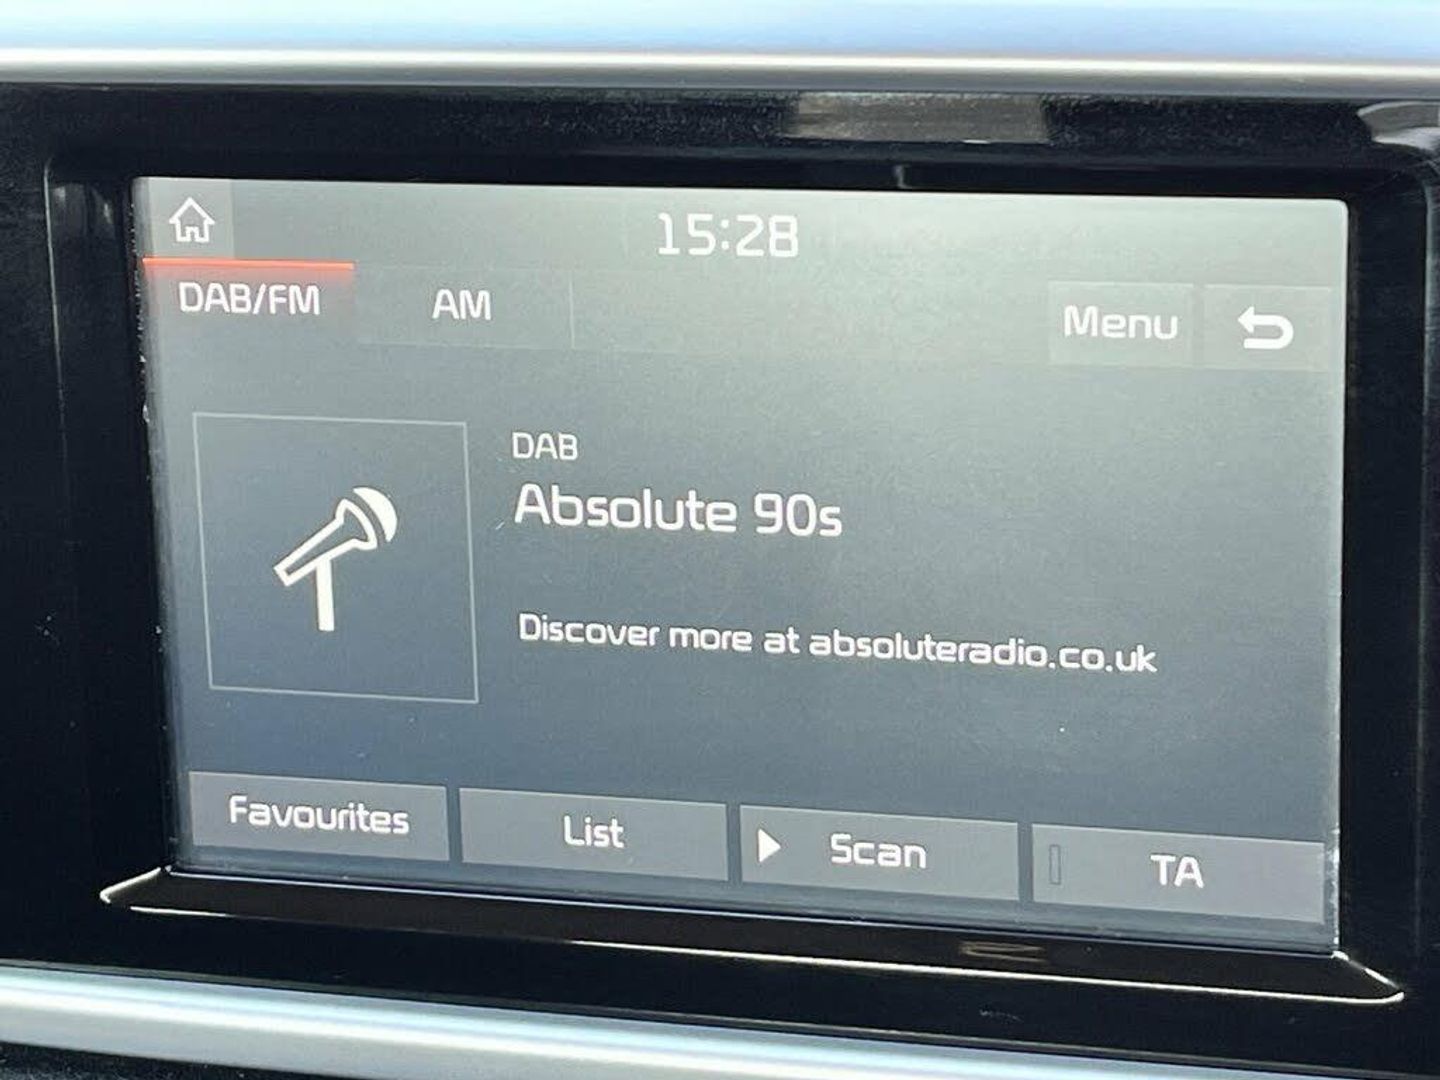 15:28
DAB/FM
AM
Menu
DAB
Absolute 90s
Discover more at absoluteradio.co.uk
Favourites
List
Scan
TA